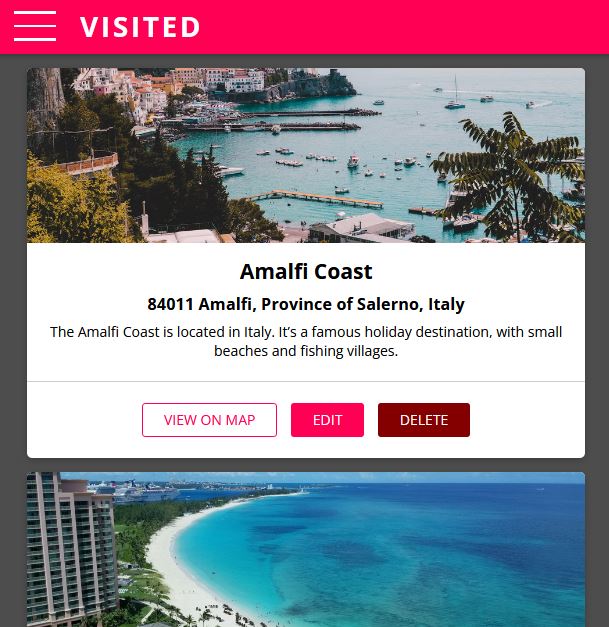 VISITED
Amalfi Coast
84011 Amalfi, Province of Salerno, Italy
The Amalfi Coast is located in Italy. It’s a famous holiday destination, with small
beaches and fishing villages.
VIEW ON MAP
EDIT
DELETE